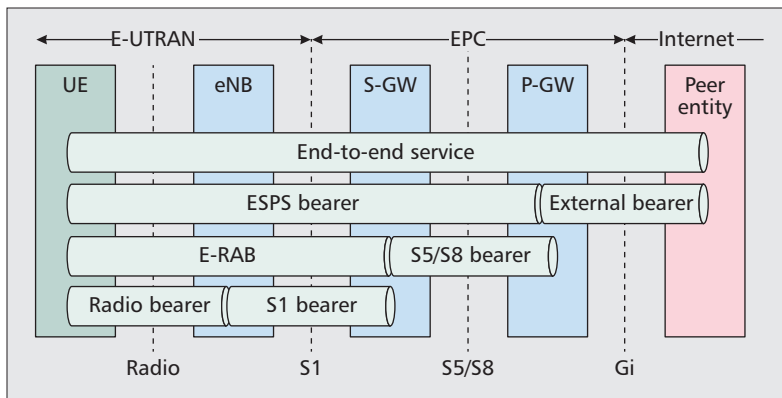 E-UTRAN EPC Internet
UE eNB S-GW P-GW Peer
entity
End-to-end service
ESPS bearer External bearer
E-RAB S5/S8 bearer
Radio bearer S1 bearer
Radio S1 S5/S8 Gi